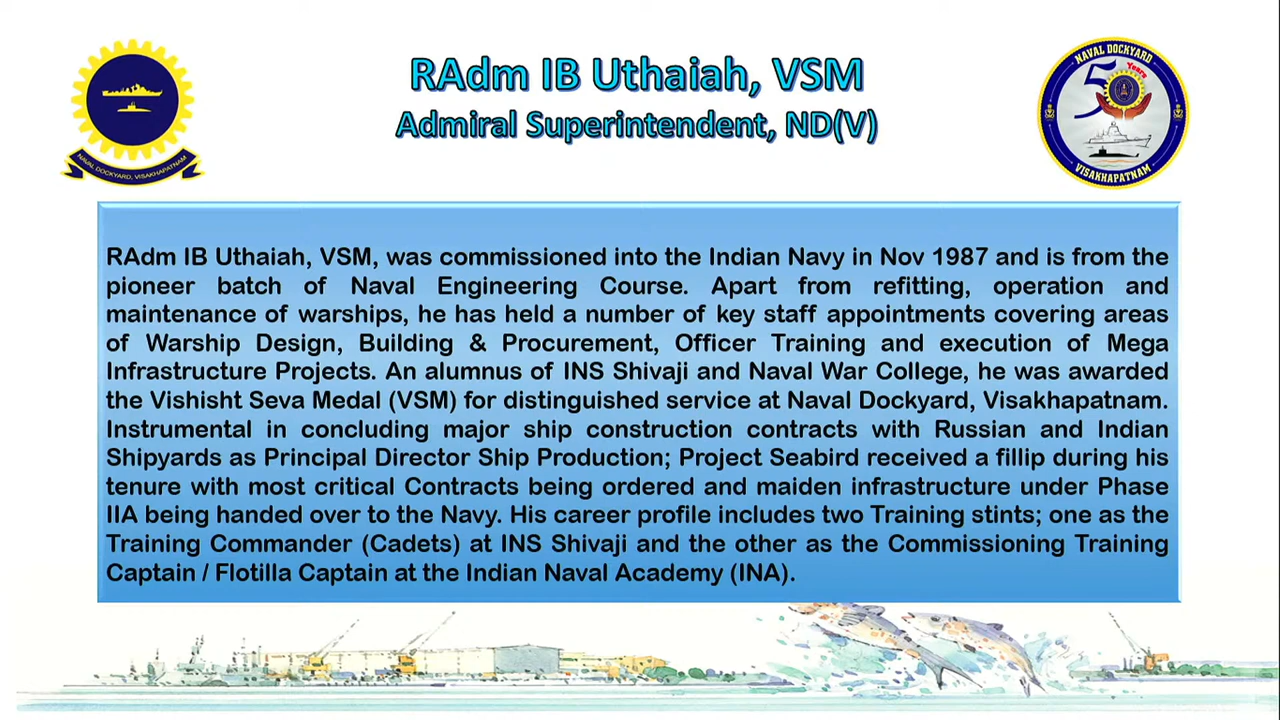 RAdm IB Uthaiah, VSM
Admiral Superintendent, ND(V)
NAVAL DOCKYARD, VISAKHAPATNAM
NAVAL DOCKYARD
50 Years
VISAKHAPATNAM
RAdm IB Uthaiah, VSM, was commissioned into the Indian Navy in Nov 1987 and is from the
pioneer batch of Naval Engineering Course. Apart from refitting, operation and
maintenance of warships, he has held a number of key staff appointments covering areas
of Warship Design, Building & Procurement, Officer Training and execution of Mega
Infrastructure Projects. An alumnus of INS Shivaji and Naval War College, he was awarded
the Vishisht Seva Medal (VSM) for distinguished service at Naval Dockyard, Visakhapatnam.
Instrumental in concluding major ship construction contracts with Russian and Indian
Shipyards as Principal Director Ship Production; Project Seabird received a fillip during his
tenure with most critical Contracts being ordered and maiden infrastructure under Phase
IIA being handed over to the Navy. His career profile includes two Training stints; one as the
Training Commander (Cadets) at INS Shivaji and the other as the Commissioning Training
Captain / Flotilla Captain at the Indian Naval Academy (INA).